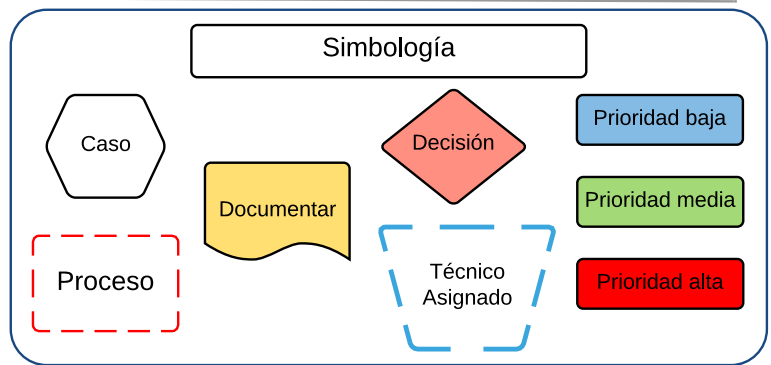 Simbología
Caso
Decisión
Prioridad baja
Documentar
Prioridad media
Proceso
Técnico
Asignado
Prioridad alta